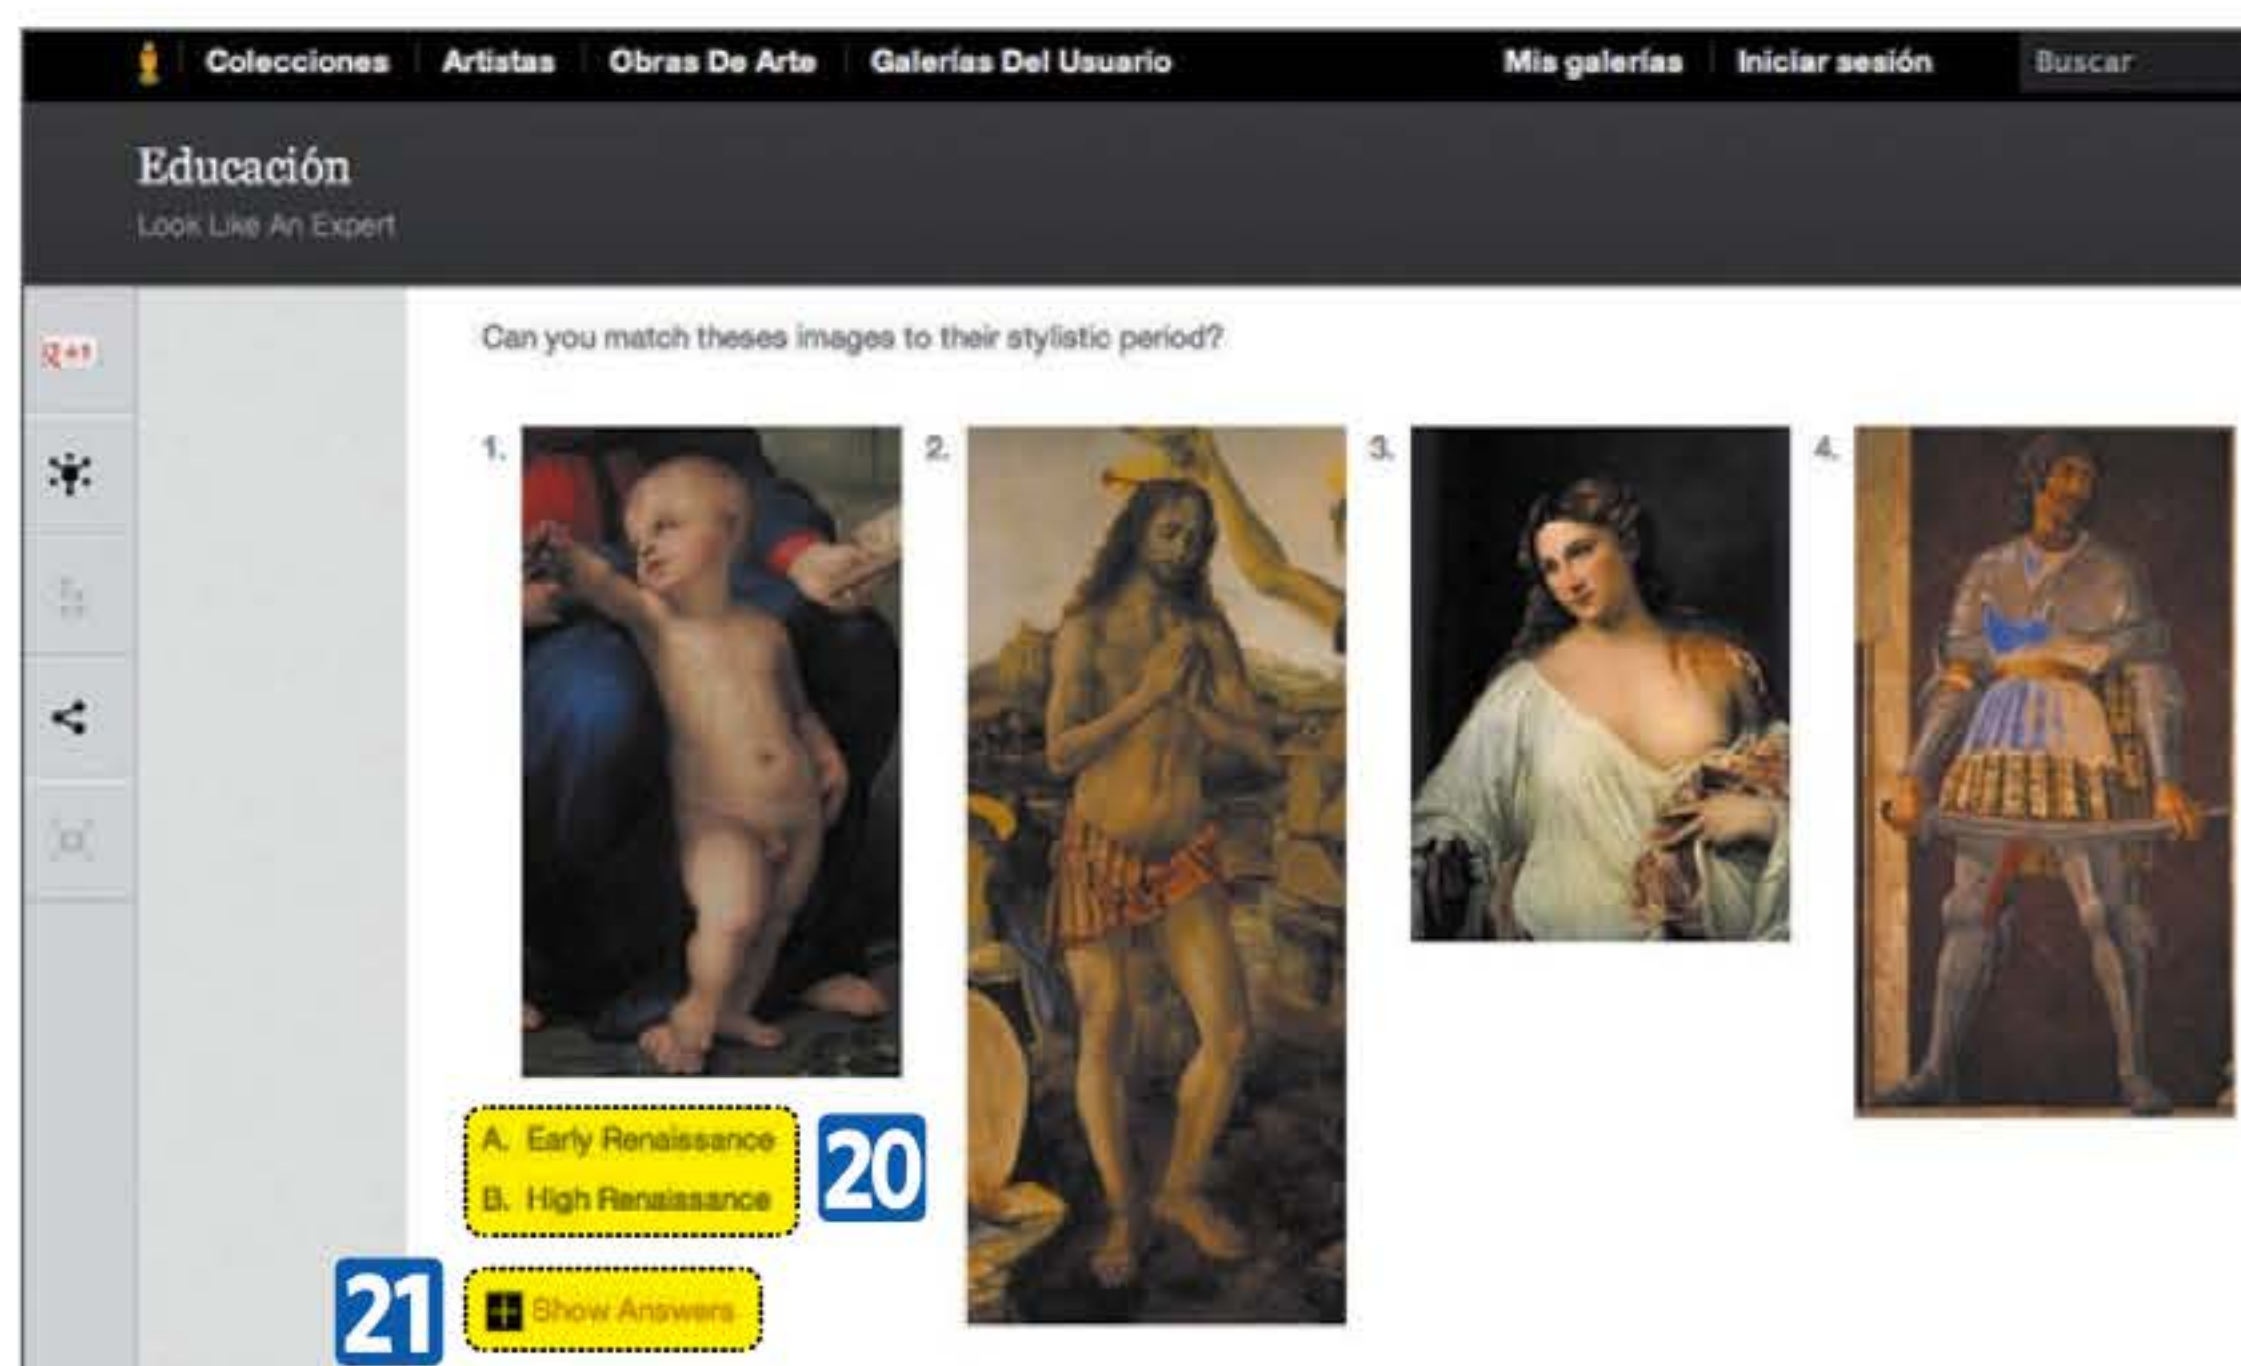 Colecciones Artistas Obras De Arte Galerías Del Usuario Mis galerías Iniciar sesión Buscar
Educación
Look Like An Expert
+1
Can you match theses images to their stylistic period?
1. 2. 3. 4.
A. Early Renaissance
B. High Renaissance
20
21
Show Answers